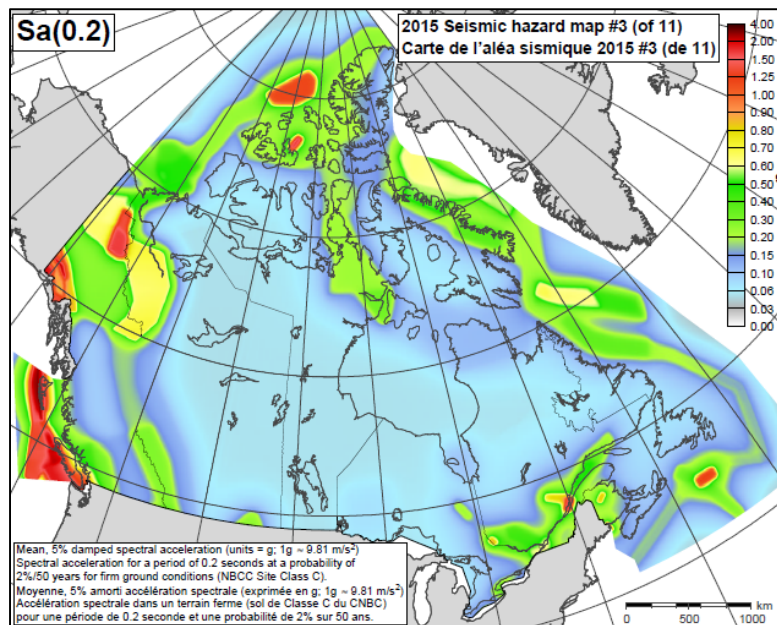 Sa(0.2)
2015 Seismic hazard map #3 (of 11)
Carte de l'aléa sismique 2015 #3 (de 11)
4.00
2.00
1.50
1.25
1.00
0.90
0.80
0.70
0.60
0.50
0.40
0.30
0.20
0.15
0.10
0.06
0.03
0.00
Mean, 5% damped spectral acceleration (units = g; 1g ~ 9.81 m/s²)
Spectral acceleration for a period of 0.2 seconds at a probability of
2%/50 years for firm ground conditions (NBCC Site Class C).
Moyenne, 5% amorti accélération spectrale (exprimée en g; 1g ~ 9.81 m/s²)
Accélération spectrale dans un terrain ferme (sol de Classe C du CNBC)
pour une période de 0.2 seconde et une probabilité de 2% sur 50 ans.
km
0 500 1000